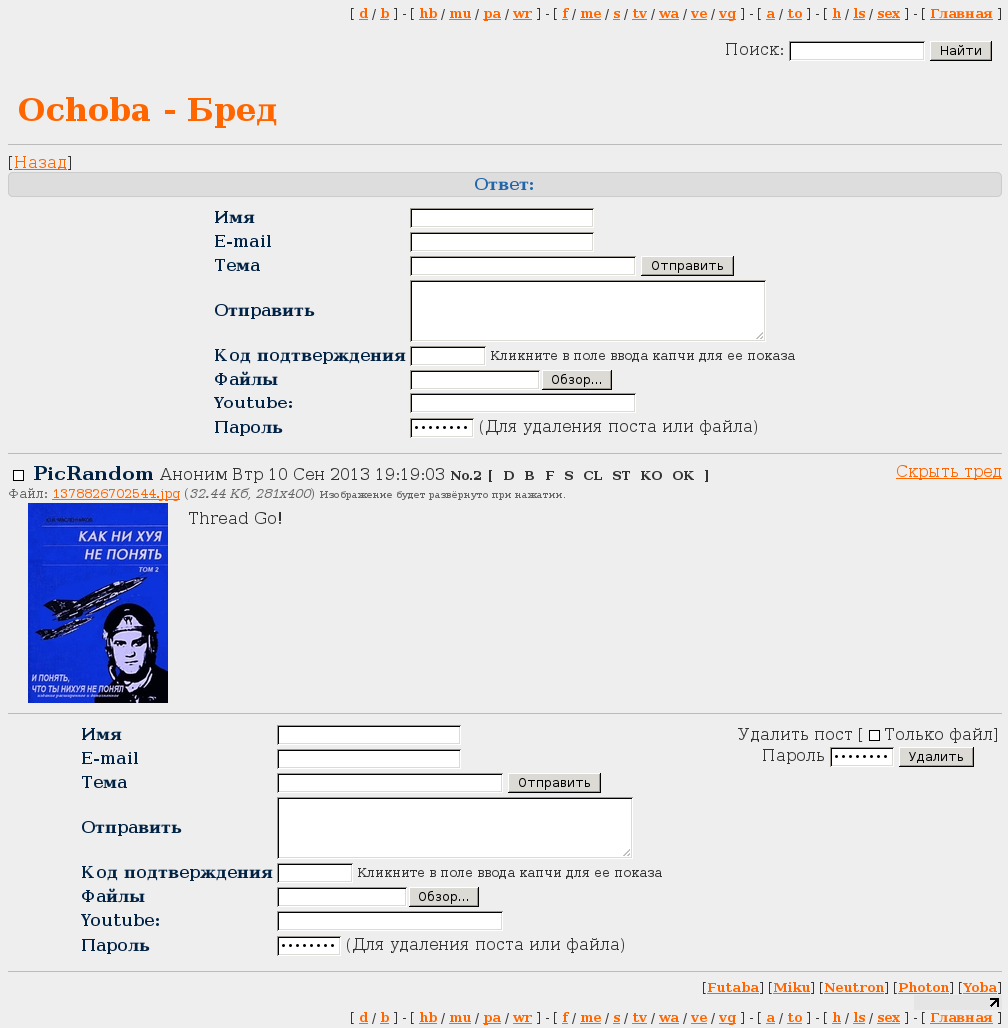 [ d / b ] - [ hb / mu / pa / wr ] - [ f / me / s / tv / wa / ve / vg ] - [ a / to ] - [ h / ls / sex ] - [ Главная ]
Поиск: Найти
Ochoba - Бред
[Назад]
Ответ:
Имя
E-mail
Тема Отправить
Отправить
Код подтверждения Кликните в поле ввода капчи для ее показа
Файлы Обзор...
Youtube:
Пароль •••••••• (Для удаления поста или файла)
PicRandom Аноним Втр 10 Сен 2013 19:19:03 No.2 [ D B F S CL ST KO OK ] Скрыть тред
Файл: 1378826702544.jpg (32.44 Кб, 281x400) Изображение будет развёрнуто при нажатии.
Thread Go!
КАК НИ ХУЯ
НЕ ПОНЯТЬ
ТОМ 2
И ПОНЯТЬ,
ЧТО ТЫ НИХУЯ НЕ ПОНЯЛ
Имя
E-mail
Тема Отправить
Отправить
Код подтверждения Кликните в поле ввода капчи для ее показа
Файлы Обзор...
Youtube:
Пароль •••••••• (Для удаления поста или файла)
Удалить пост [ Только файл]
Пароль •••••••• Удалить
[Futaba] [Miku] [Neutron] [Photon] [Yoba]
[ d / b ] - [ hb / mu / pa / wr ] - [ f / me / s / tv / wa / ve / vg ] - [ a / to ] - [ h / ls / sex ] - [ Главная ]